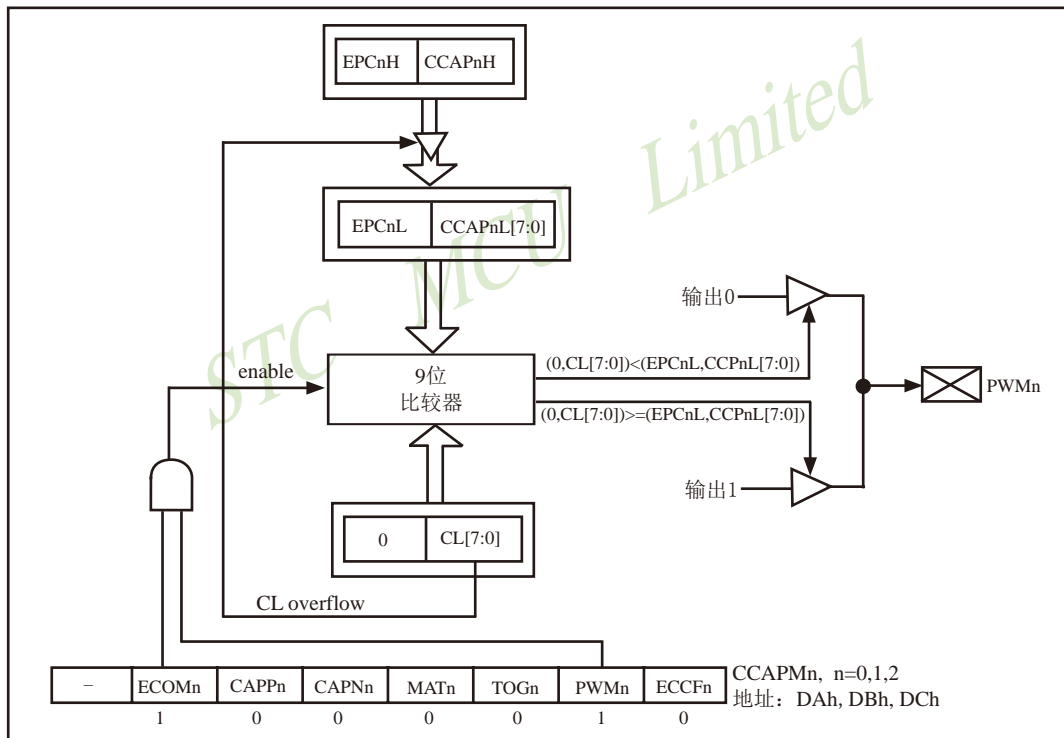 EPCnH CCAPnH
STC MCU Limited
EPCnL CCAPnL[7:0]
输出0
(0,CL[7:0])<(EPCnL,CCPnL[7:0])
enable
9位
比较器
PWMn
(0,CL[7:0])>=(EPCnL,CCPnL[7:0])
输出1
0 CL[7:0]
CL overflow
– ECOMn CAPPn CAPNn MATn TOGn PWMn ECCFn
CCAPMn, n=0,1,2
地址：DAh, DBh, DCh
1 0 0 0 0 1 0